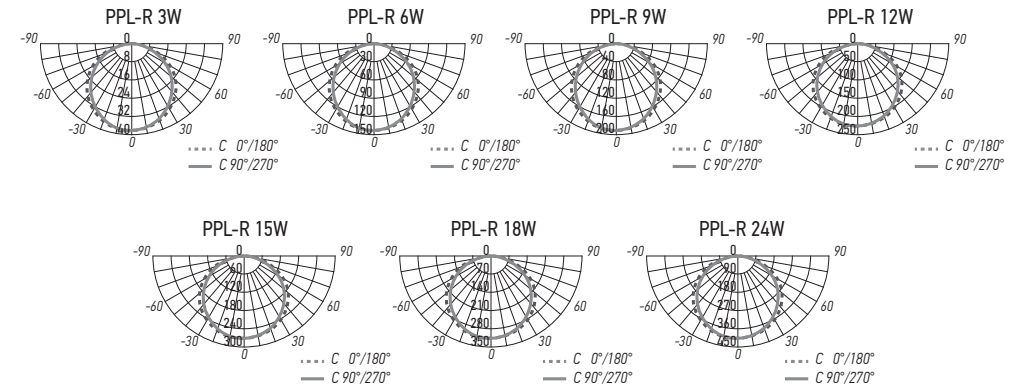 PPL-R 3W
-90 0 90
8
16
24
-60 60
32
-30 40 30
0
C 0°/180°
C 90°/270°
PPL-R 6W
-90 0 90
30
60
90
-60 60
120
-30 150 30
0
C 0°/180°
C 90°/270°
PPL-R 9W
-90 0 90
40
80
120
-60 60
160
-30 200 30
0
C 0°/180°
C 90°/270°
PPL-R 12W
-90 0 90
50
100
150
-60 60
200
-30 250 30
0
C 0°/180°
C 90°/270°
PPL-R 15W
-90 0 90
60
120
180
-60 60
240
-30 300 30
0
C 0°/180°
C 90°/270°
PPL-R 18W
-90 0 90
70
140
210
-60 60
280
-30 350 30
0
C 0°/180°
C 90°/270°
PPL-R 24W
-90 0 90
90
180
270
-60 60
360
-30 450 30
0
C 0°/180°
C 90°/270°